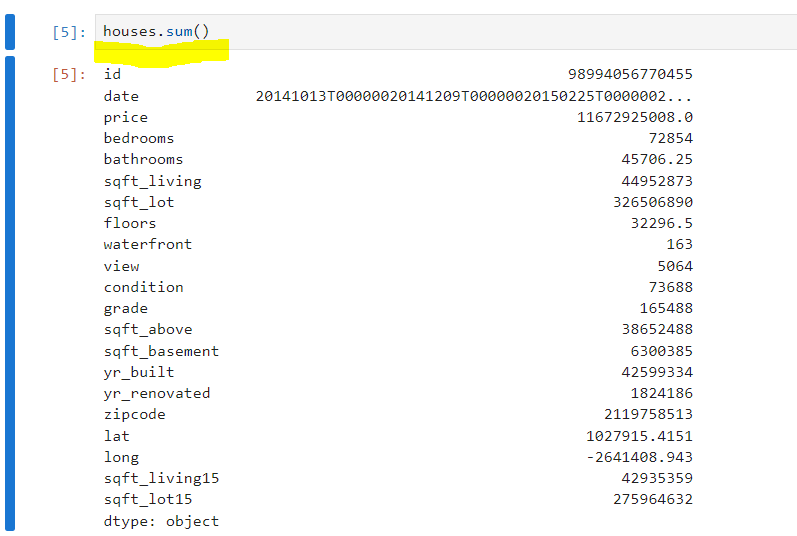 [5]: houses.sum()
[5]: id 98994056770455
date 20141013T00000020141209T00000020150225T0000002...
price 11672925008.0
bedrooms 72854
bathrooms 45706.25
sqft_living 44952873
sqft_lot 326506890
floors 32296.5
waterfront 163
view 5064
condition 73688
grade 165488
sqft_above 38652488
sqft_basement 6300385
yr_built 42599334
yr_renovated 1824186
zipcode 2119758513
lat 1027915.4151
long -2641408.943
sqft_living15 42935359
sqft_lot15 275964632
dtype: object